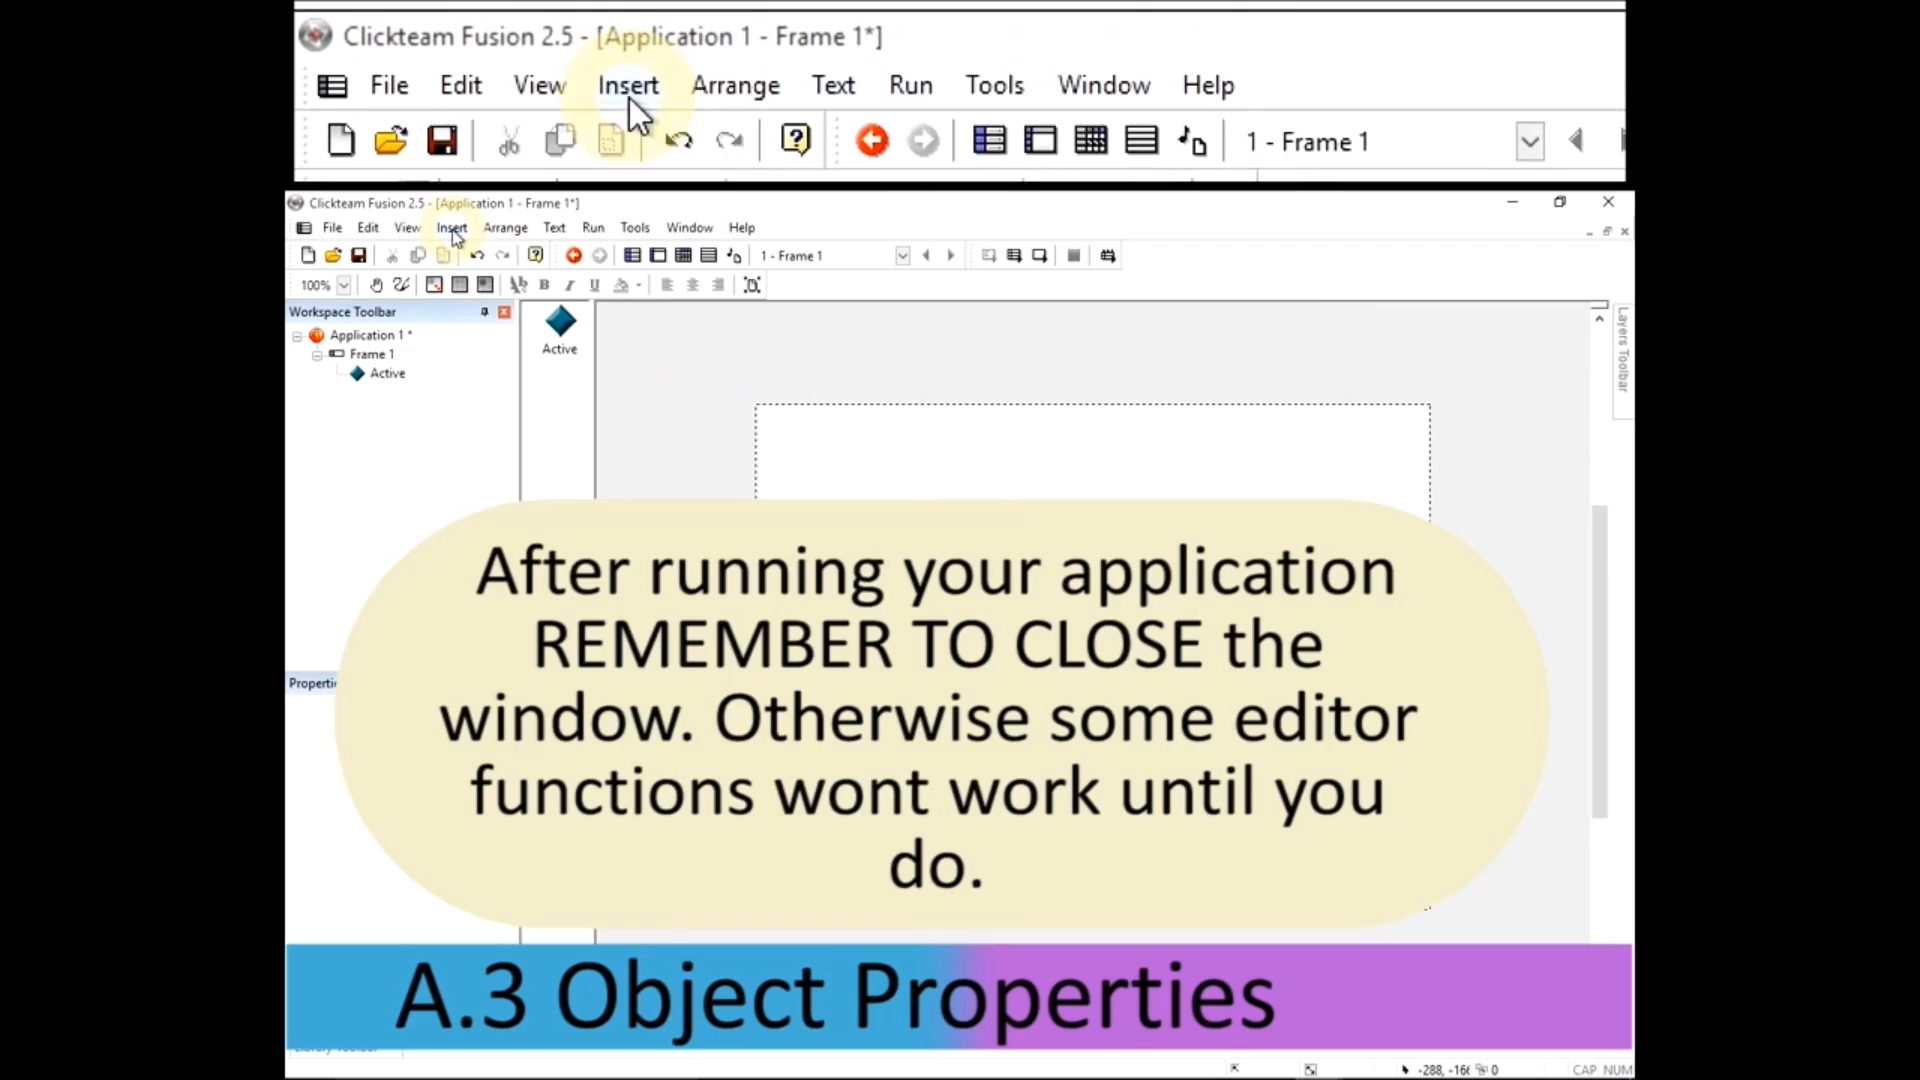 Clickteam Fusion 2.5 - [Application 1 - Frame 1*]
File Edit View Insert Arrange Text Run Tools Window Help
1 - Frame 1
Clickteam Fusion 2.5 - [Application 1 - Frame 1*]
File Edit View Insert Arrange Text Run Tools Window Help
1 - Frame 1
100%
Workspace Toolbar
Application 1 *
Frame 1
Active
Active
Layers Toolbar
After running your application
REMEMBER TO CLOSE the
window. Otherwise some editor
functions wont work until you
do.
A.3 Object Properties
-288, -166
0
CAP NUM